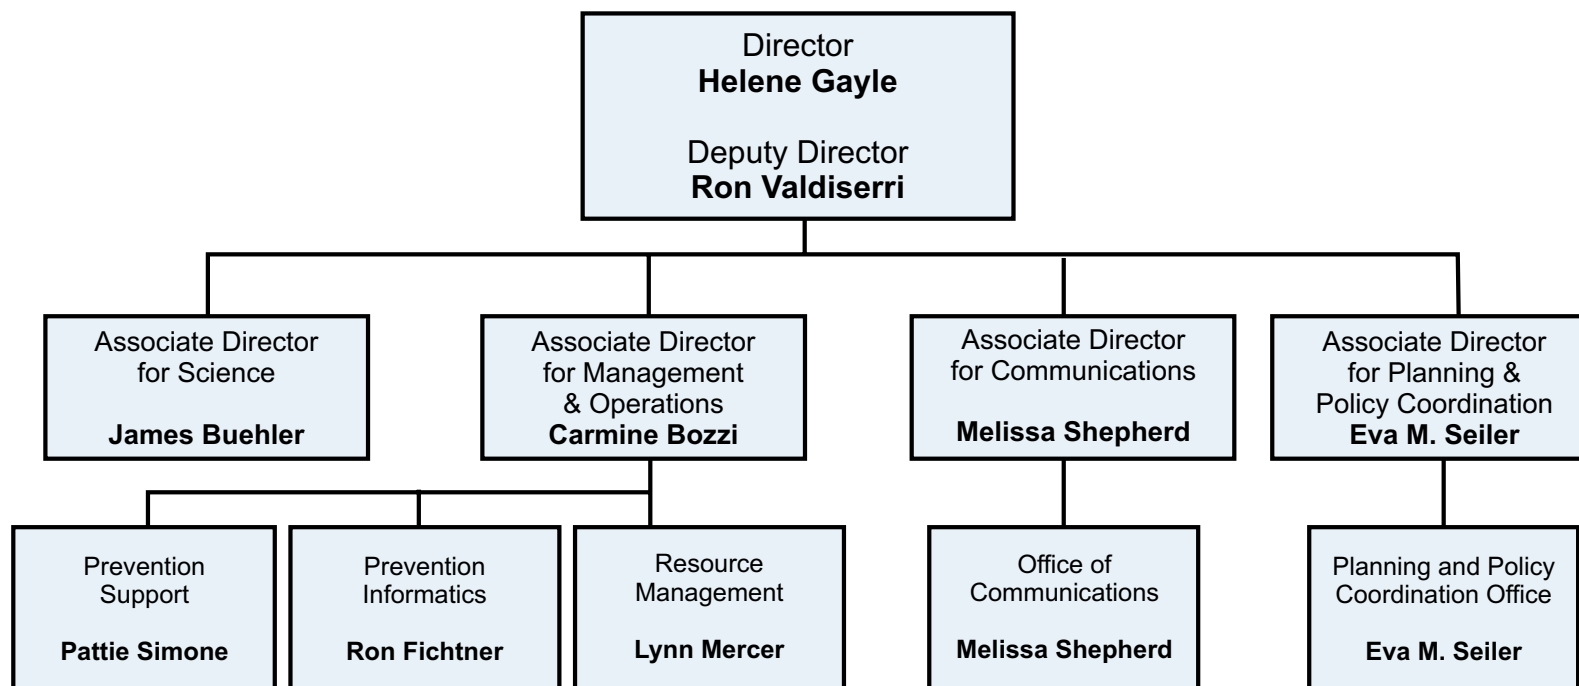 Director
Helene Gayle
Deputy Director
Ron Valdiserri
Associate Director
for Science
James Buehler
Associate Director
for Management
& Operations
Carmine Bozzi
Associate Director
for Communications
Melissa Shepherd
Associate Director
for Planning &
Policy Coordination
Eva M. Seiler
Prevention
Support
Pattie Simone
Prevention
Informatics
Ron Fichtner
Resource
Management
Lynn Mercer
Office of
Communications
Melissa Shepherd
Planning and Policy
Coordination Office
Eva M. Seiler